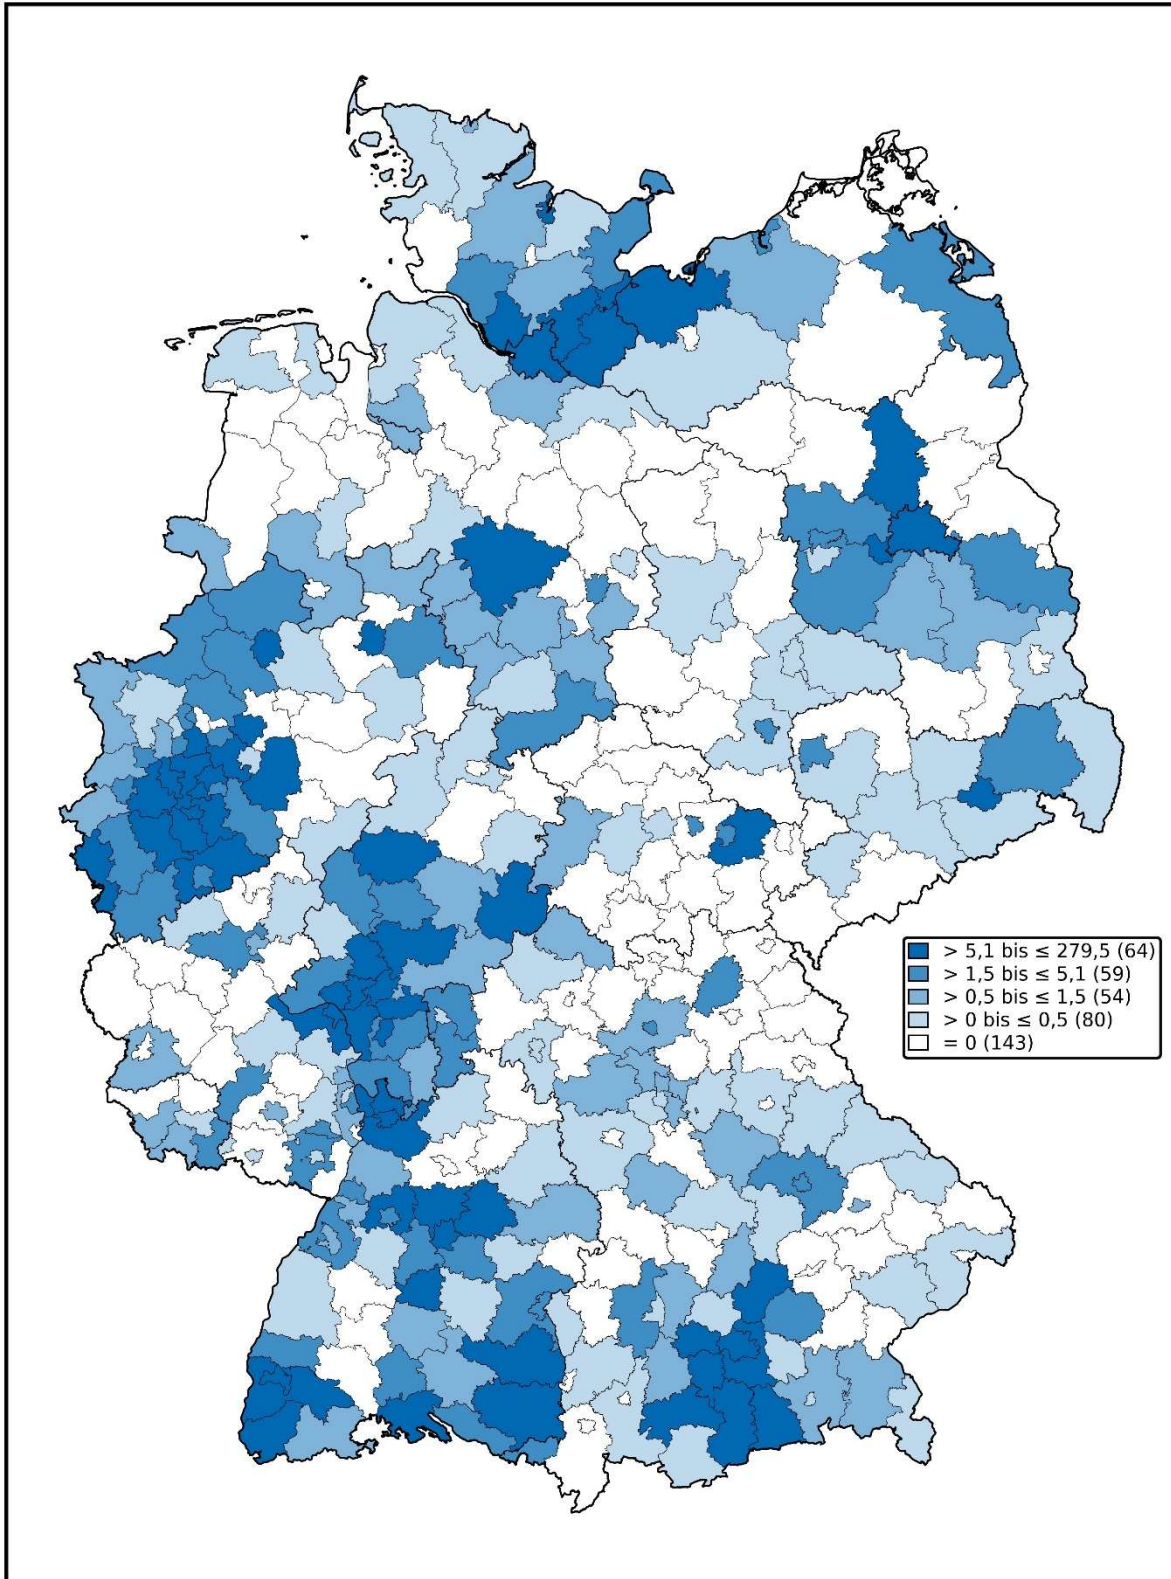 > 5,1 bis ≤ 279,5 (64)
> 1,5 bis ≤ 5,1 (59)
> 0,5 bis ≤ 1,5 (54)
> 0 bis ≤ 0,5 (80)
= 0 (143)